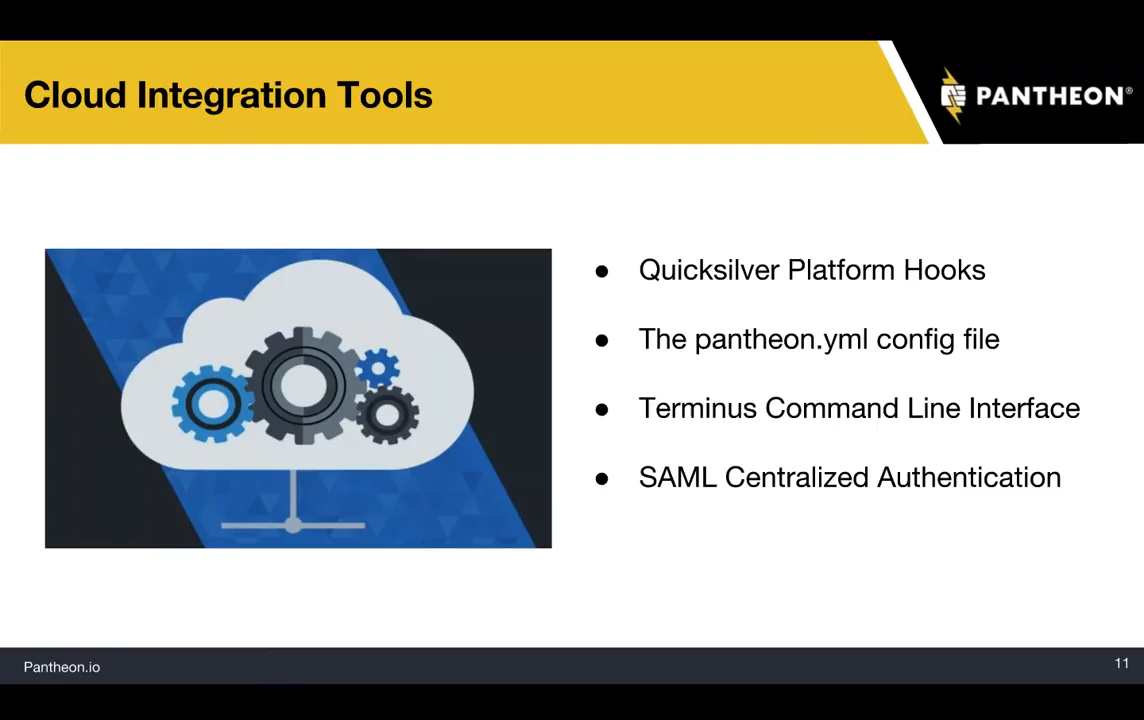 Cloud Integration Tools
PANTHEON®
● Quicksilver Platform Hooks
● The pantheon.yml config file
● Terminus Command Line Interface
● SAML Centralized Authentication
Pantheon.io
11